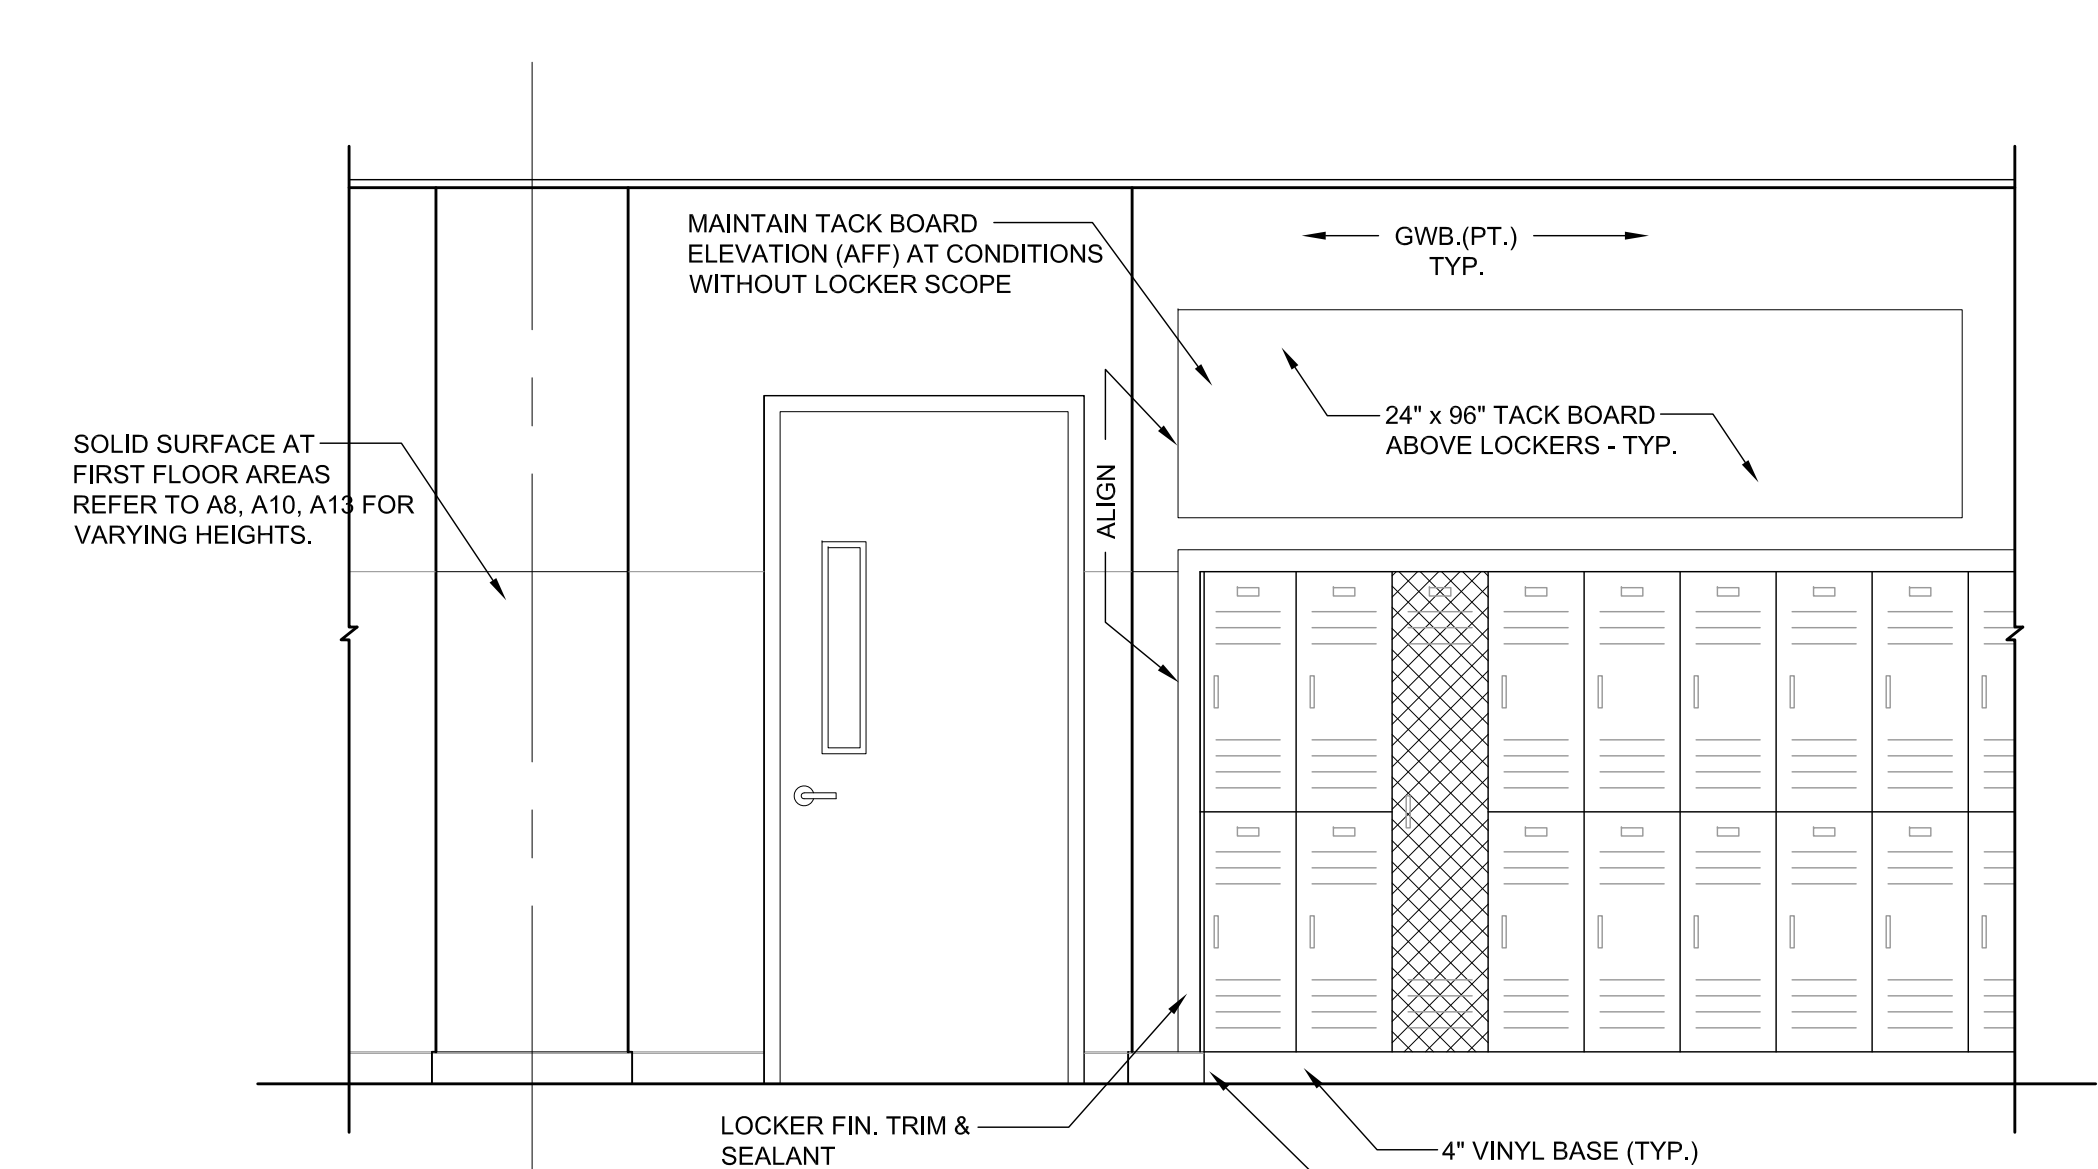 MAINTAIN TACK BOARD
ELEVATION (AFF) AT CONDITIONS
WITHOUT LOCKER SCOPE
GWB.(PT.)
TYP.
24" x 96" TACK BOARD
ABOVE LOCKERS - TYP.
SOLID SURFACE AT
FIRST FLOOR AREAS
REFER TO A8, A10, A13 FOR
VARYING HEIGHTS.
ALIGN
LOCKER FIN. TRIM &
SEALANT
4" VINYL BASE (TYP.)